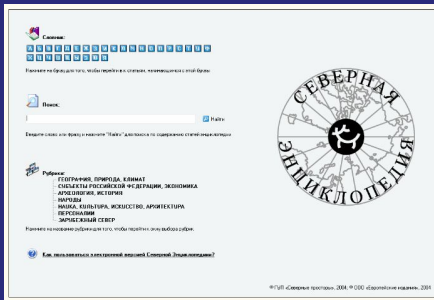 Словник:
А Б В Г Д Е Ж З И К Л М Н О П Р С Т У Ф
Х Ц Ч Ш Щ Э Ю Я
Нажмите на букву для того, чтобы перейти к статьям, начинающимся с этой буквы
Поиск:
Найти
Введите слово или фразу и нажмите "Найти" для поиска по содержанию статей энциклопедии
Рубрики:
ГЕОГРАФИЯ, ПРИРОДА, КЛИМАТ
СУБЪЕКТЫ РОССИЙСКОЙ ФЕДЕРАЦИИ, ЭКОНОМИКА
АРХЕОЛОГИЯ, ИСТОРИЯ
НАРОДЫ
НАУКА, КУЛЬТУРА, ИСКУССТВО, АРХИТЕКТУРА
ПЕРСОНАЛИИ
ЗАРУБЕЖНЫЙ СЕВЕР
Нажмите на название рубрики для того, чтобы перейти к окну выбора рубрик.
Как пользоваться электронной версией Северной Энциклопедии?
СЕВЕРНАЯ
ЭНЦИКЛОПЕДИЯ
© ГУП «Северные просторы», 2004; © ООО «Европейские издания», 2004